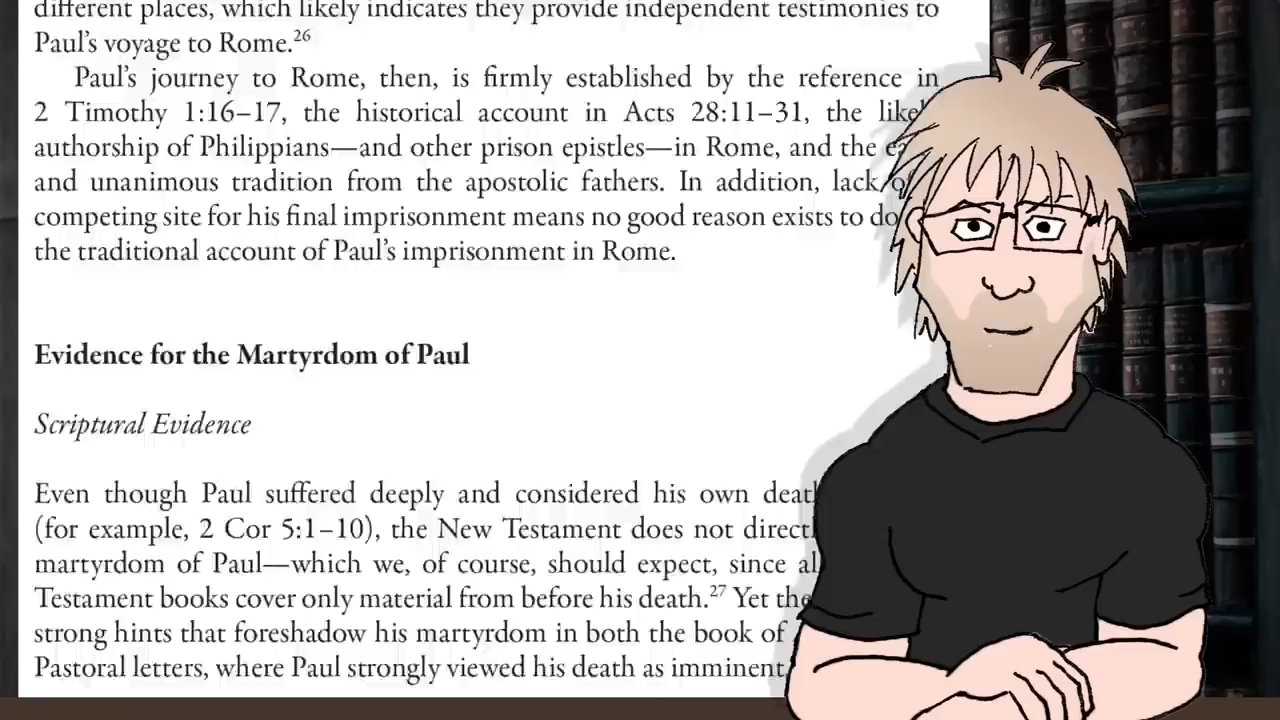 different places, which likely indicates they provide independent testimonies to
Paul's voyage to Rome.26
Paul's journey to Rome, then, is firmly established by the reference in
2 Timothy 1:16–17, the historical account in Acts 28:11–31, the
authorship of Philippians—and other prison epistles—in Rome, and the
and unanimous tradition from the apostolic fathers. In addition, lack of
competing site for his final imprisonment means no good reason exists to
the traditional account of Paul's imprisonment in Rome.
Evidence for the Martyrdom of Paul
Scriptural Evidence
Even though Paul suffered deeply and considered his own
(for example, 2 Cor 5:1–10), the New Testament does not
martyrdom of Paul—which we, of course, should expect, since
Testament books cover only material from before his death.27 Yet
strong hints that foreshadow his martyrdom in both the book of
Pastoral letters, where Paul strongly viewed his death as imminent